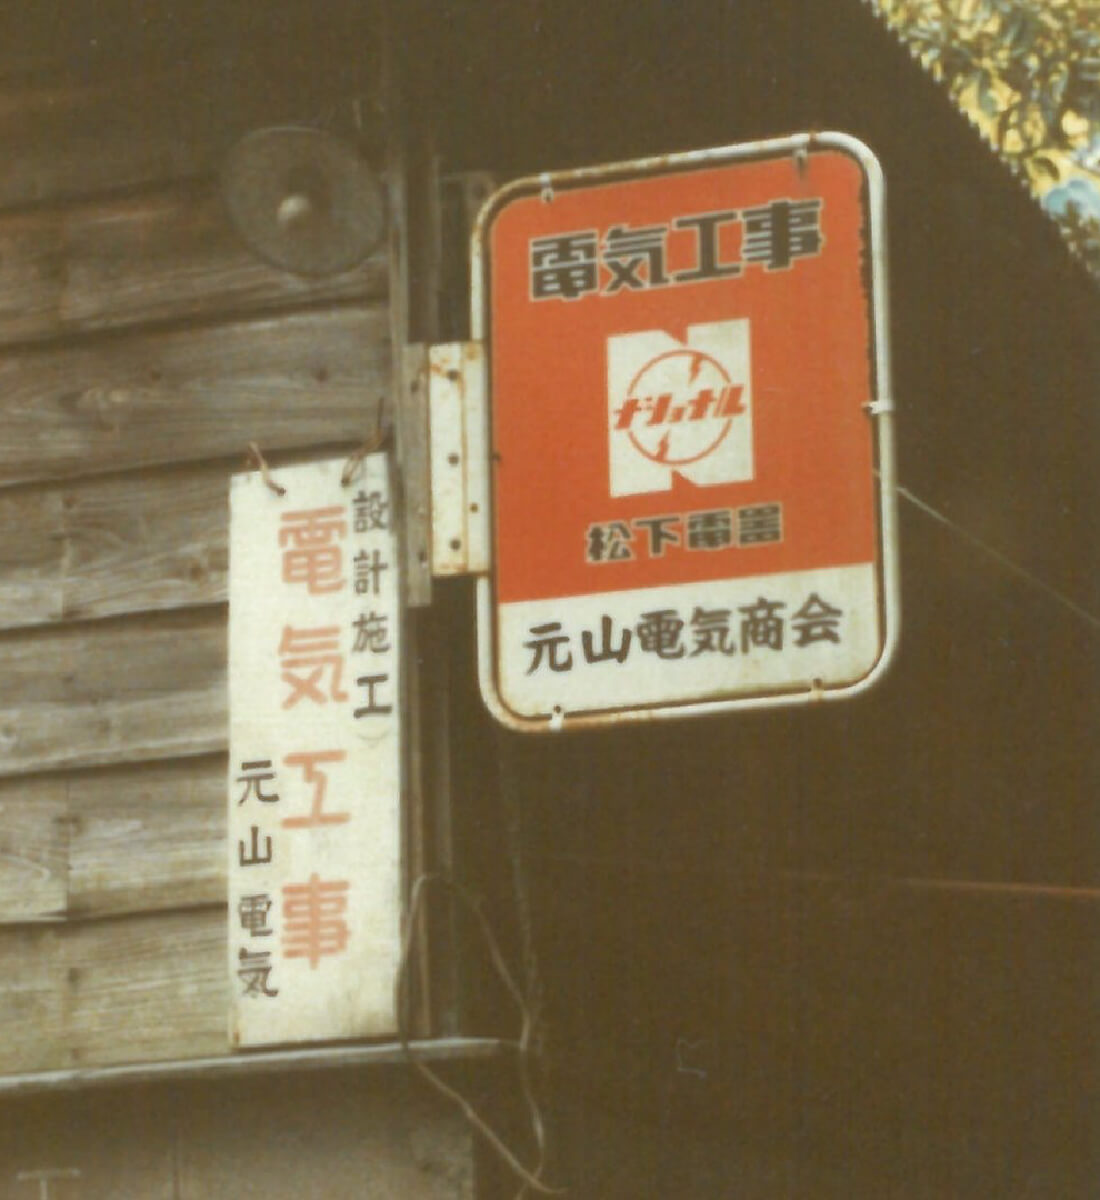 電気工事
ナショナル
松下電器
元山電気商会
設計施工
電気工事
元山電気